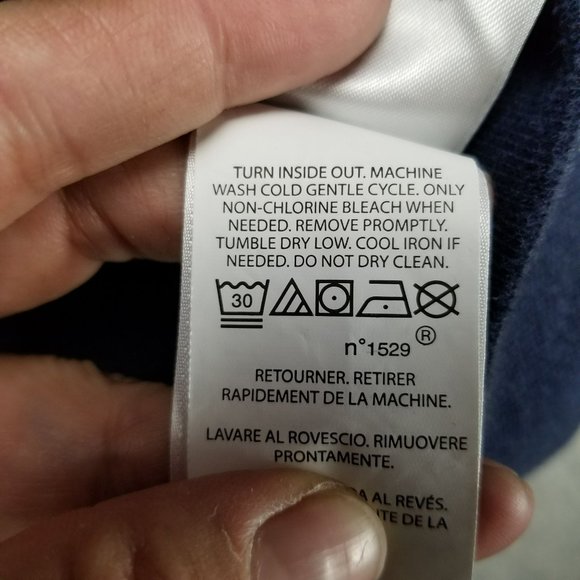 TURN INSIDE OUT. MACHINE
WASH COLD GENTLE CYCLE. ONLY
NON-CHLORINE BLEACH WHEN
NEEDED. REMOVE PROMPTLY.
TUMBLE DRY LOW. COOL IRON IF
NEEDED. DO NOT DRY CLEAN.
30
®
n°1529
RETOURNER. RETIRER
RAPIDEMENT DE LA MACHINE.
LAVARE AL ROVESCIO. RIMUOVERE
PRONTAMENTE.
AL REVÉS.
DE LA